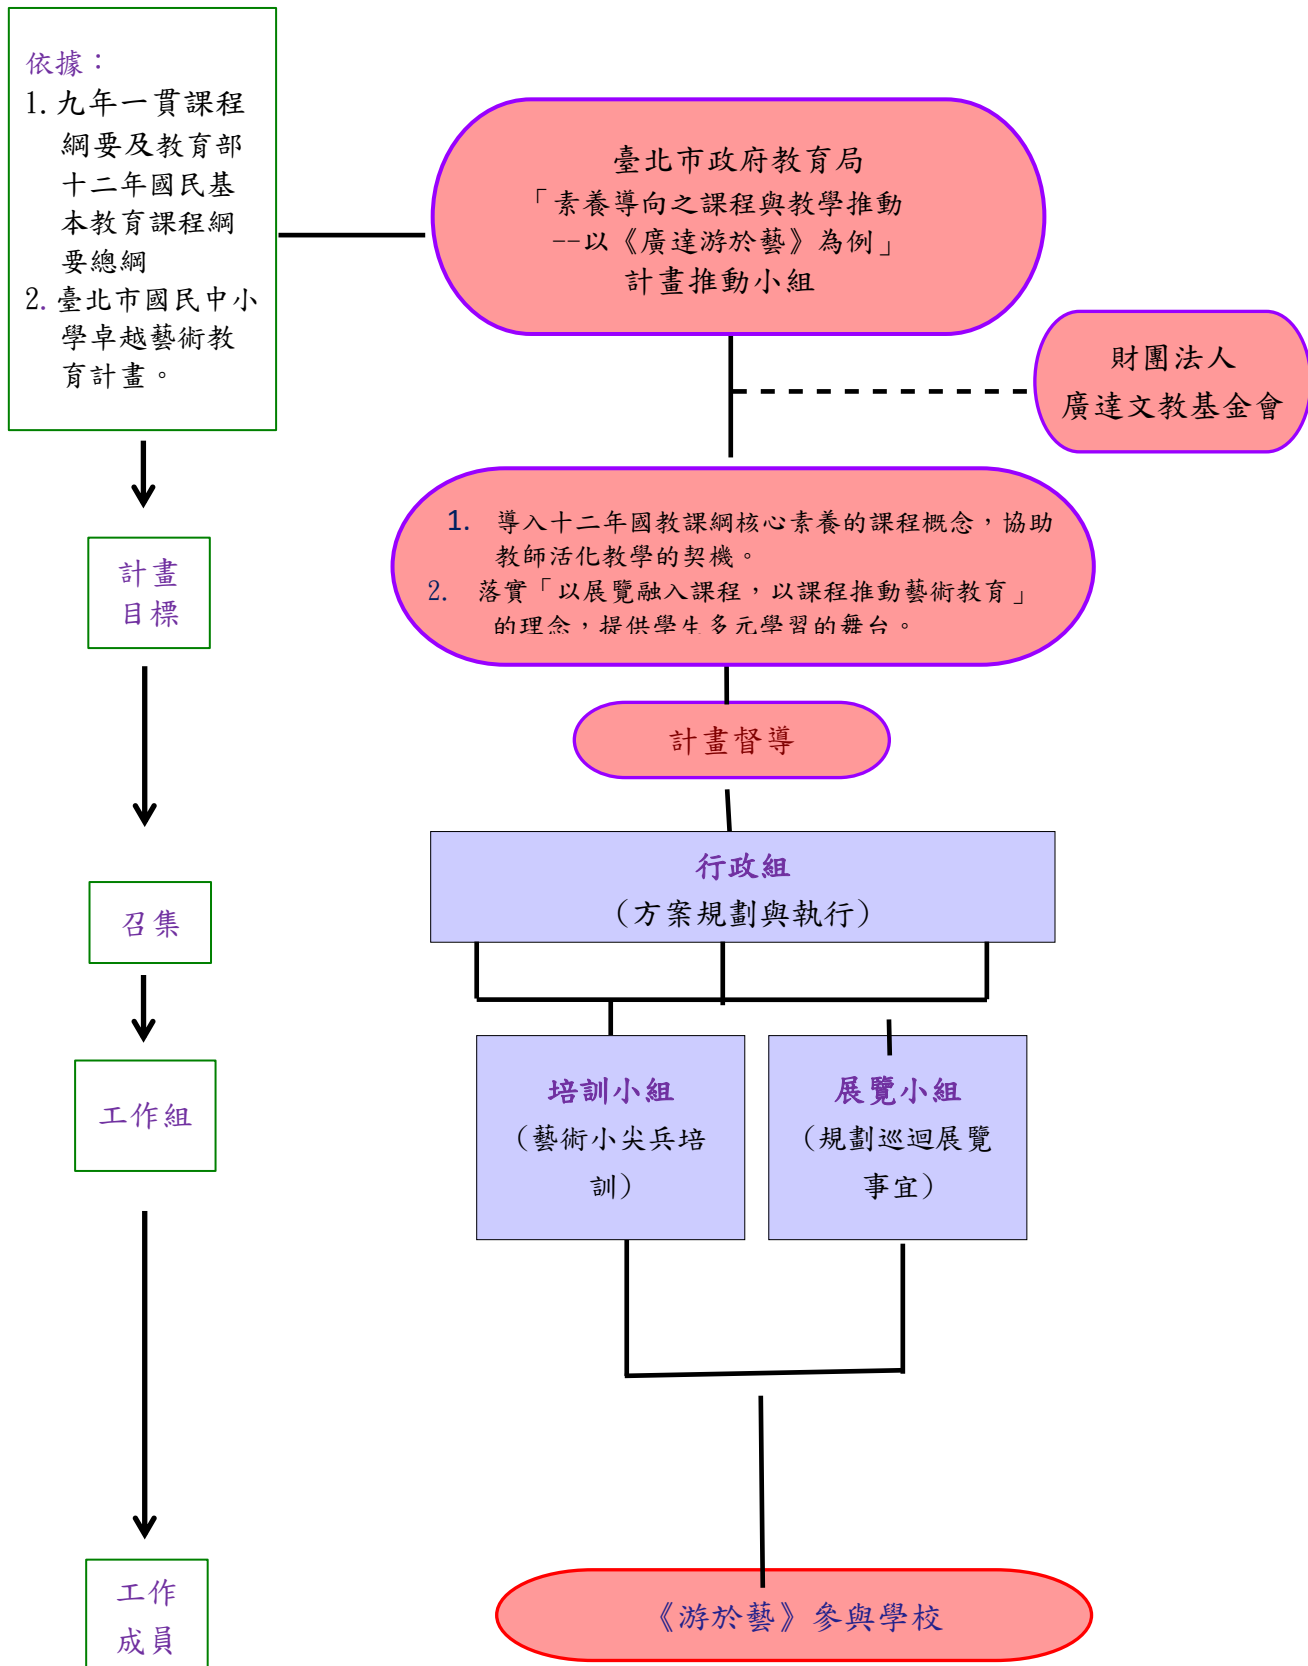 依據：
1. 九年一貫課程
綱要及教育部
十二年國民基
本教育課程綱
要總綱
2. 臺北市國民中小
學卓越藝術教
育計畫。
臺北市政府教育局
「素養導向之課程與教學推動
--以《廣達游於藝》為例」
計畫推動小組
財團法人
廣達文教基金會
計畫
目標
1. 導入十二年國教課綱核心素養的課程概念，協助
教師活化教學的契機。
2. 落實「以展覽融入課程，以課程推動藝術教育」
的理念，提供學生多元學習的舞台。
計畫督導
召集
行政組
（方案規劃與執行）
工作組
培訓小組
（藝術小尖兵培
訓）
展覽小組
（規劃巡迴展覽
事宜）
工作
成員
《游於藝》參與學校